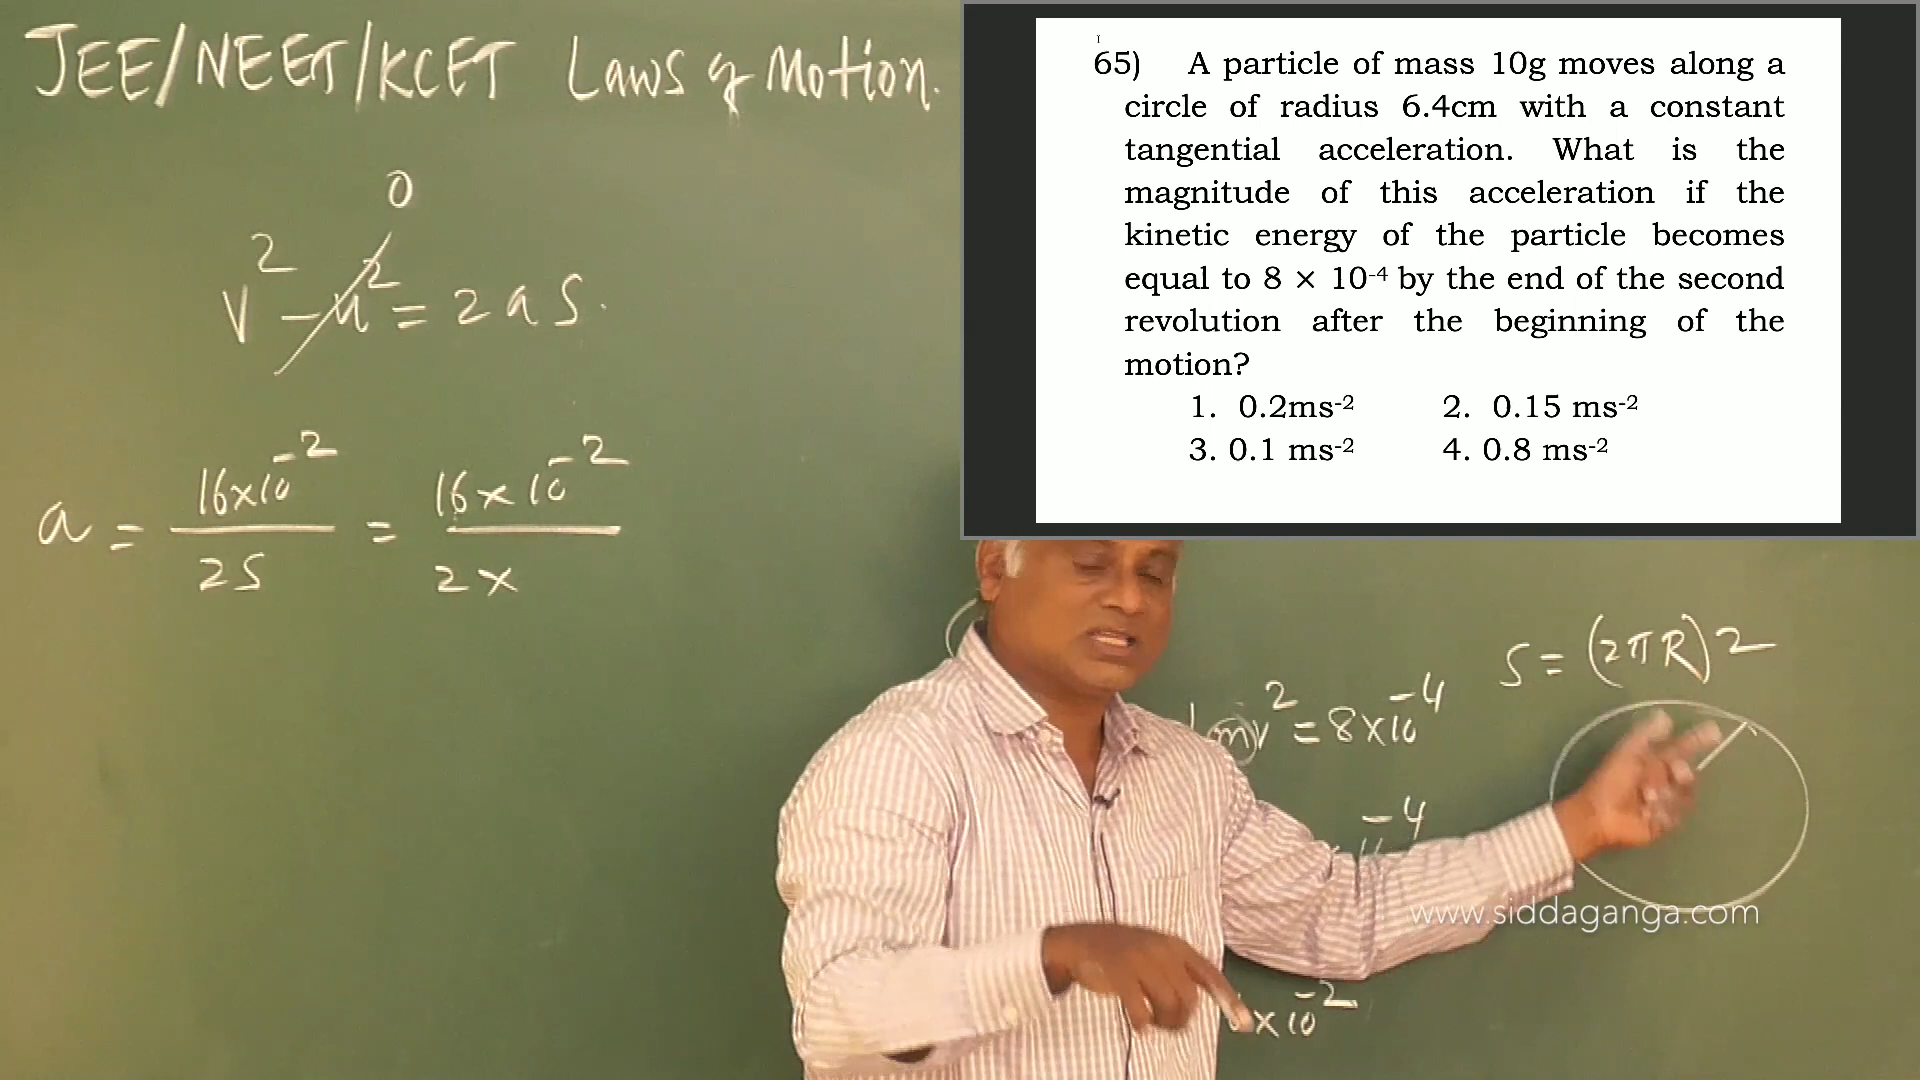 JEE/NEET/KCET Laws of Motion.
0
v² - u² = 2as.
a = 16×10⁻² / 2S = 16×10⁻² / 2×
65) A particle of mass 10g moves along a
circle of radius 6.4cm with a constant
tangential acceleration. What is the
magnitude of this acceleration if the
kinetic energy of the particle becomes
equal to 8 × 10⁻⁴ by the end of the second
revolution after the beginning of the
motion?
1. 0.2ms⁻² 2. 0.15 ms⁻²
3. 0.1 ms⁻² 4. 0.8 ms⁻²
S = (2πR)2
mv² = 8×10⁻⁴
-4
×10⁻²
www.siddaganga.com